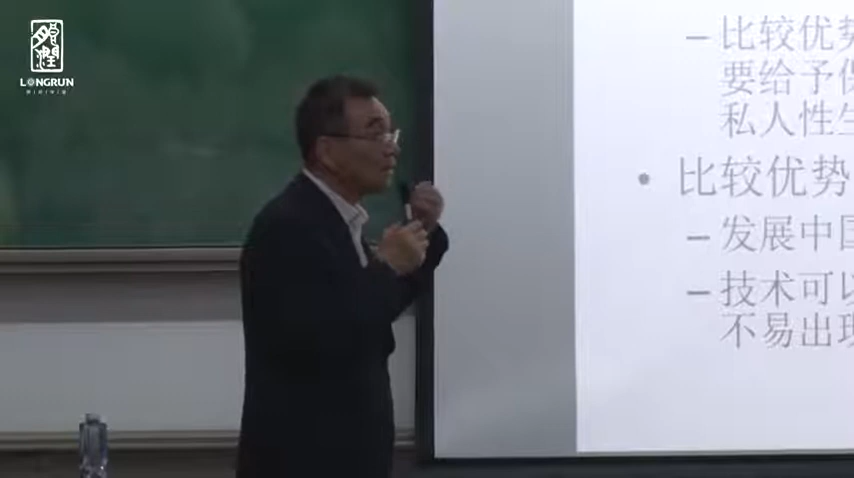 LONGRUN
– 比较优势
要给予保
私人性生
• 比较优势
– 发展中国
– 技术可以
不易出现